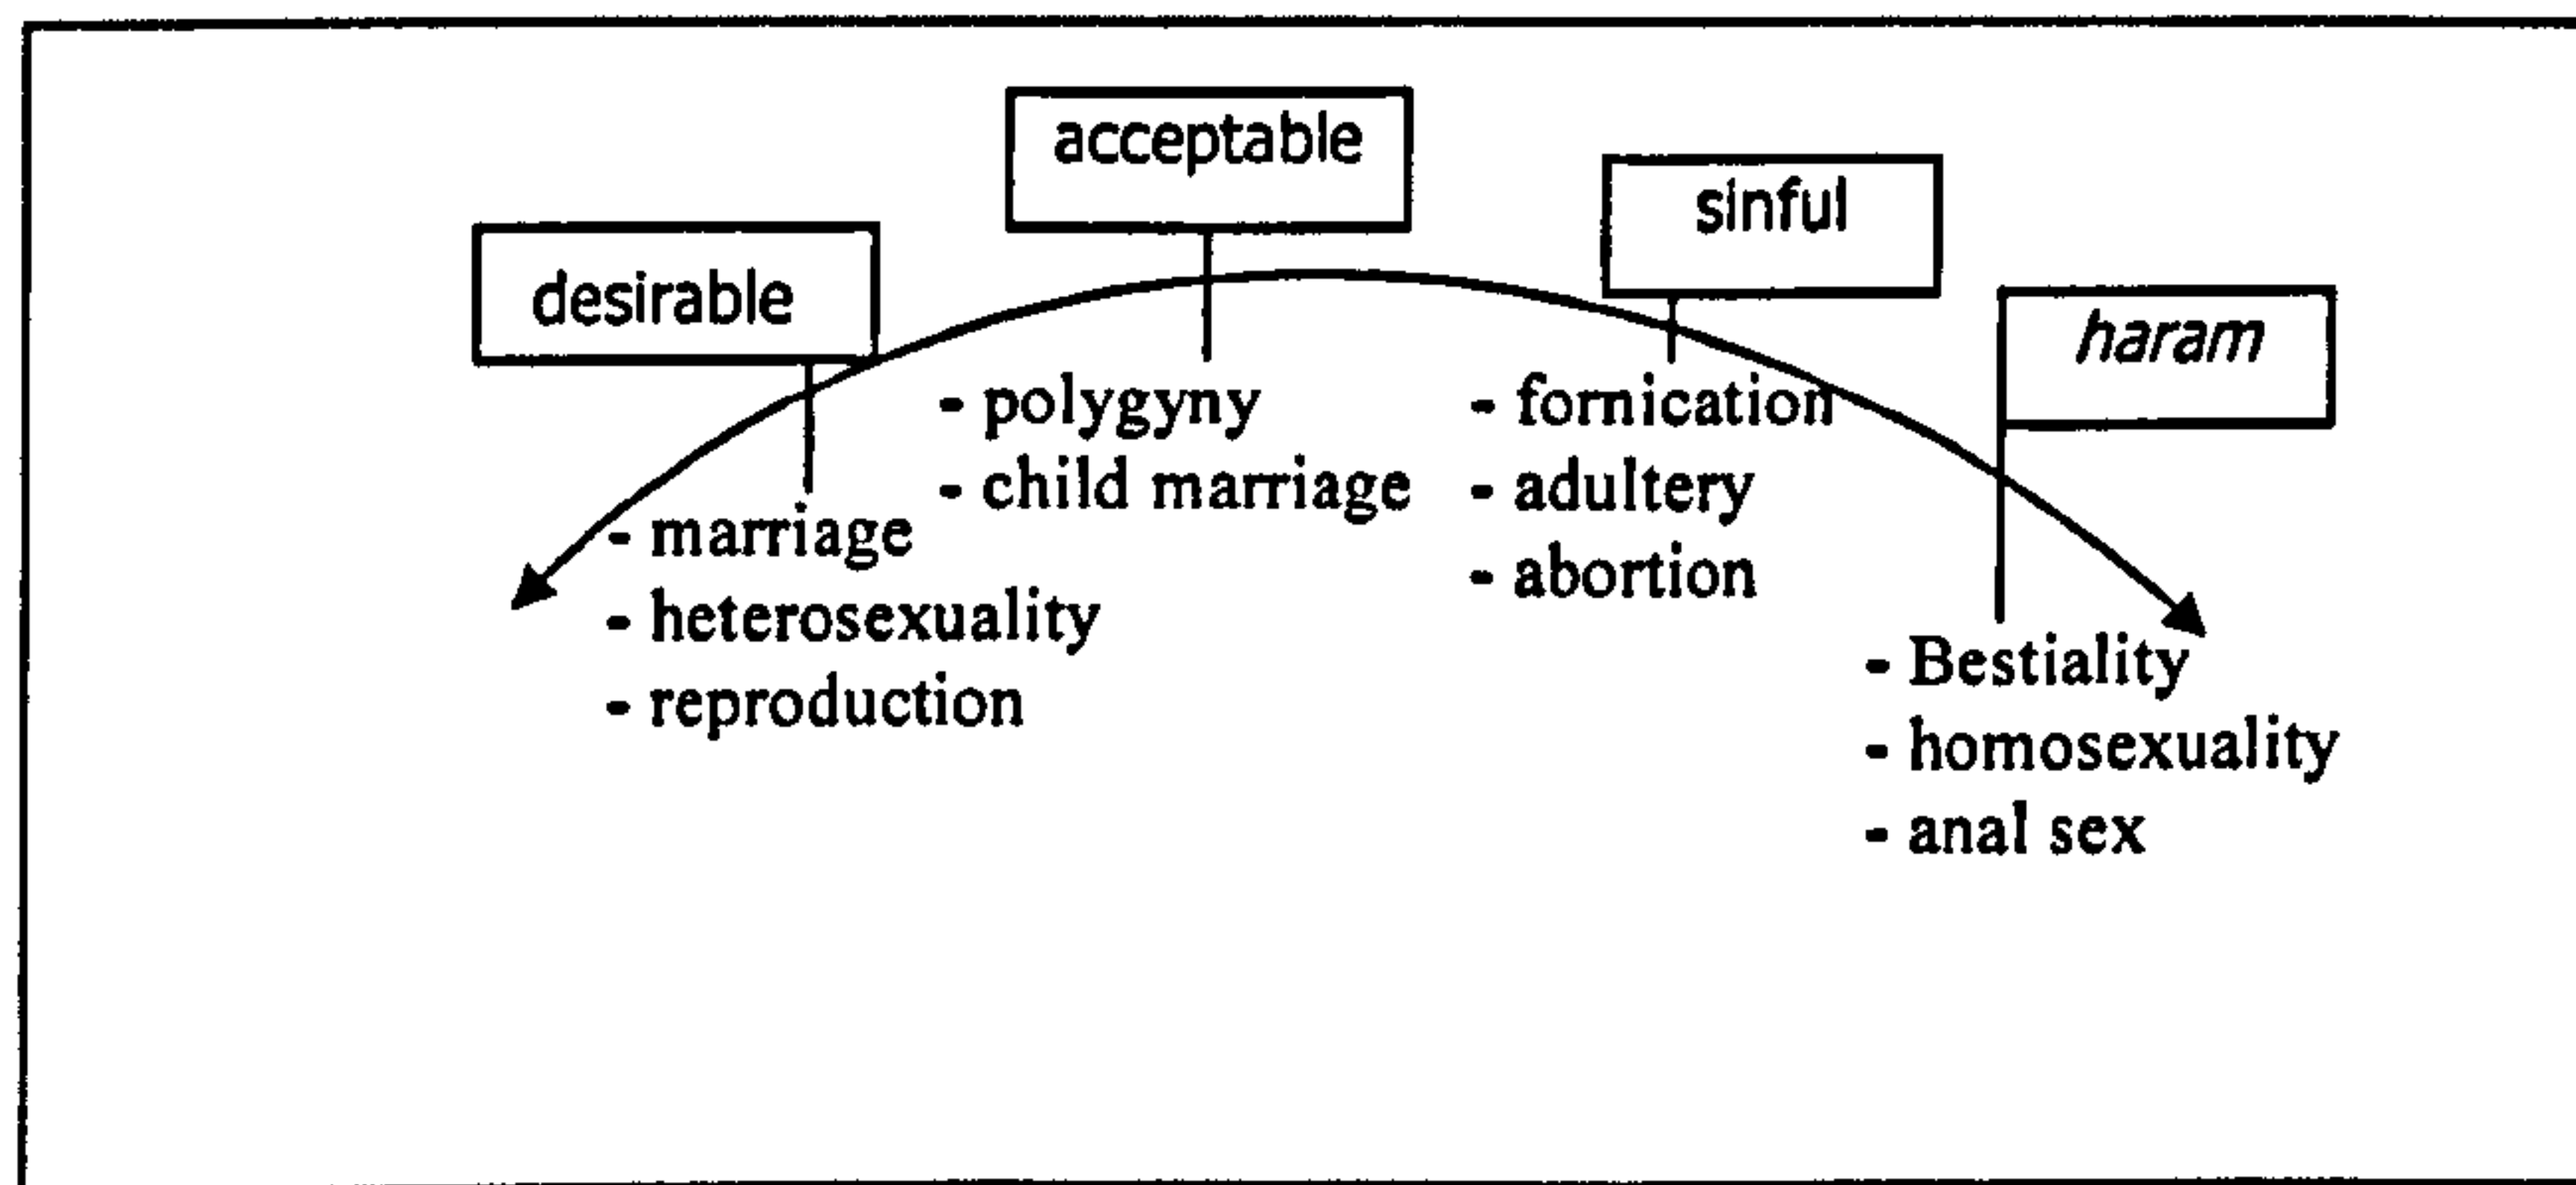 desirable
- marriage
- heterosexuality
- reproduction
acceptable
- polygyny
- child marriage
sinful
- fornication
- adultery
- abortion
haram
- Bestiality
- homosexuality
- anal sex